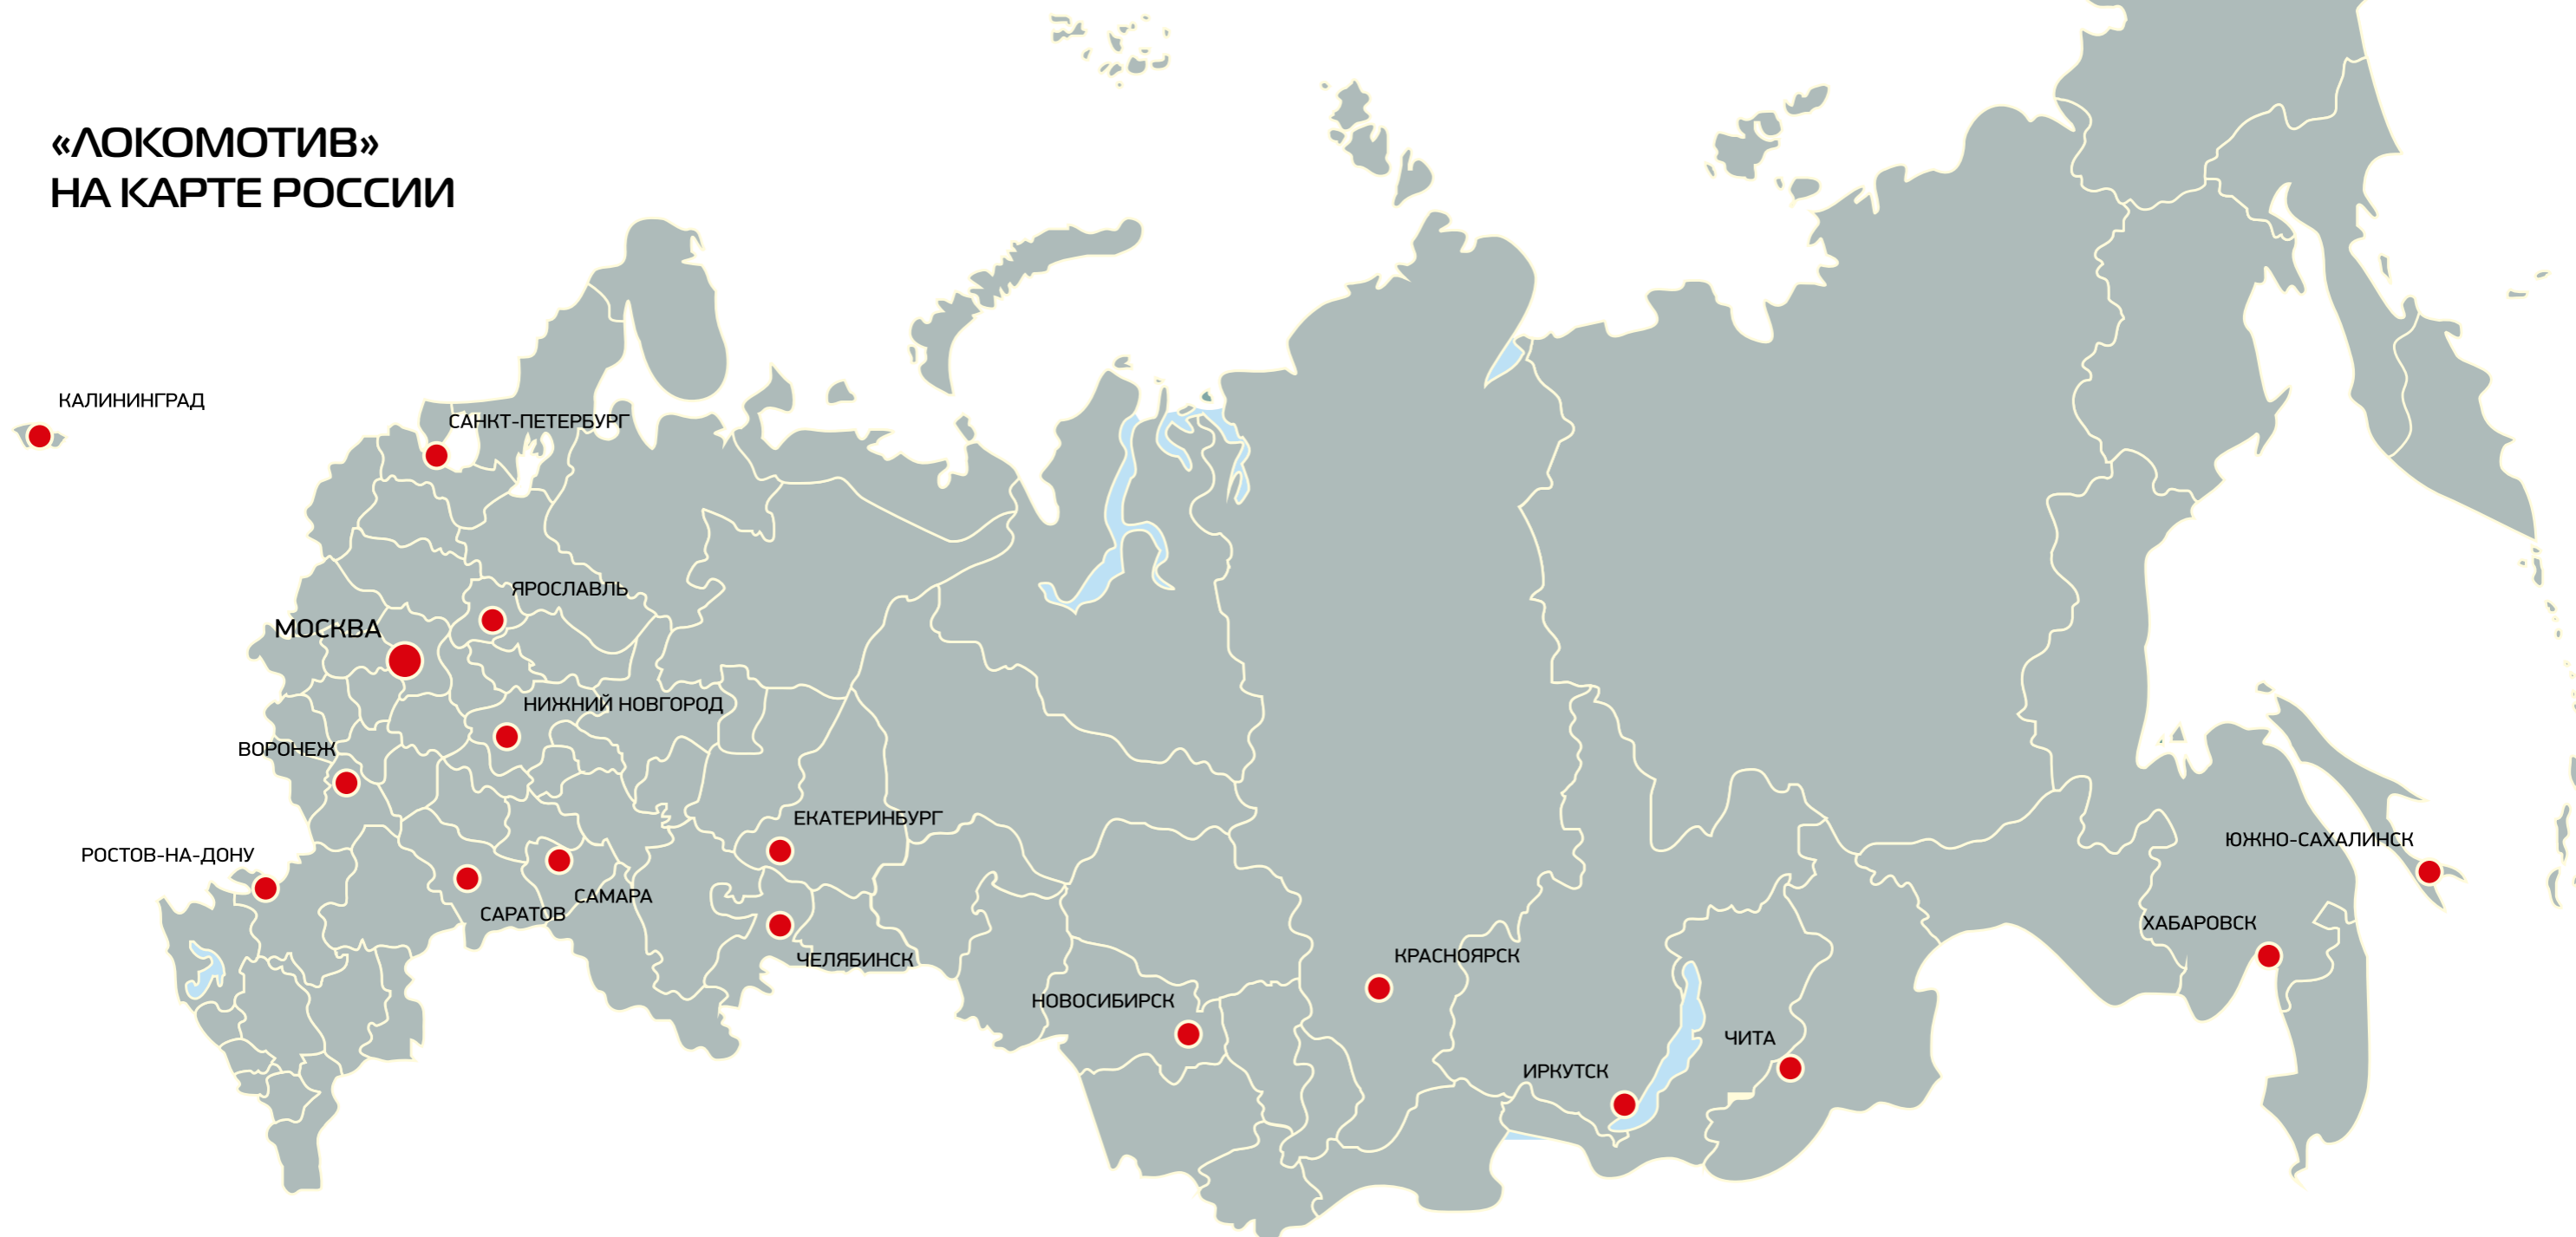 «ЛОКОМОТИВ»
НА КАРТЕ РОССИИ
КАЛИНИНГРАД
САНКТ-ПЕТЕРБУРГ
ЯРОСЛАВЛЬ
МОСКВА
НИЖНИЙ НОВГОРОД
ВОРОНЕЖ
ЕКАТЕРИНБУРГ
РОСТОВ-НА-ДОНУ
САМАРА
САРАТОВ
ЧЕЛЯБИНСК
НОВОСИБИРСК
КРАСНОЯРСК
ИРКУТСК
ЧИТА
ЮЖНО-САХАЛИНСК
ХАБАРОВСК